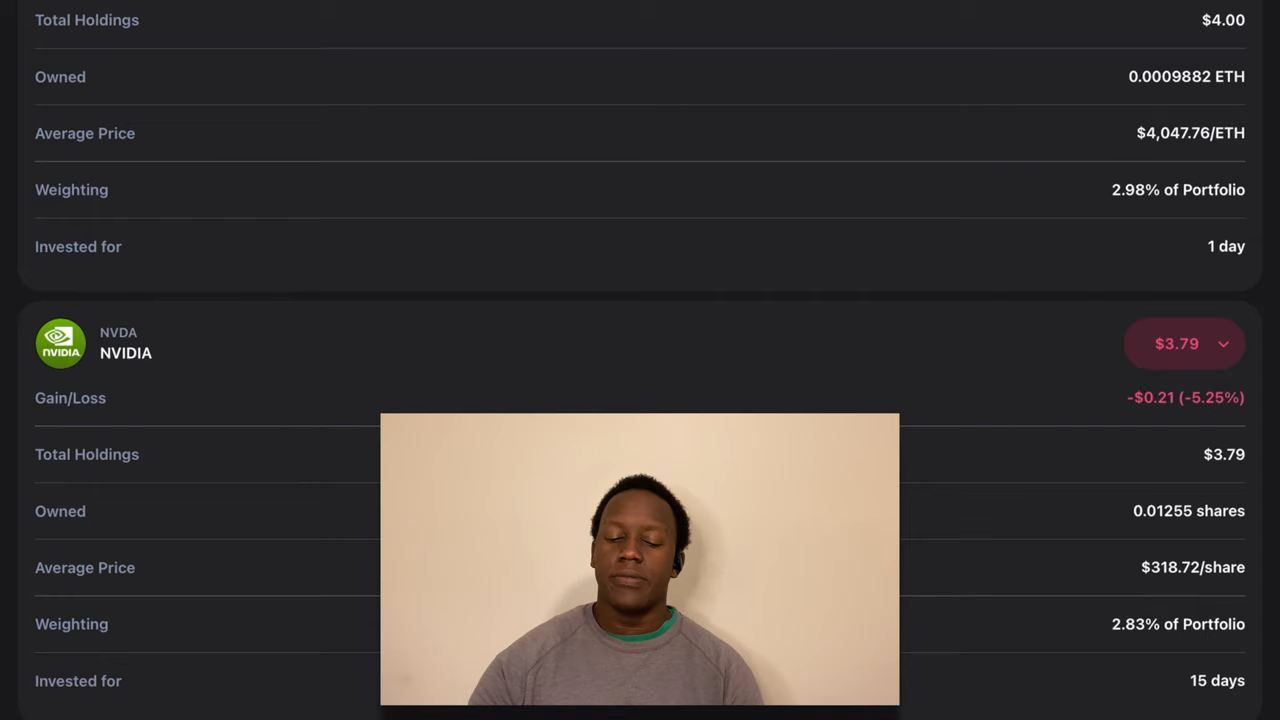 Total Holdings $4.00
Owned 0.0009882 ETH
Average Price $4,047.76/ETH
Weighting 2.98% of Portfolio
Invested for 1 day
NVDA
NVIDIA NVIDIA $3.79
Gain/Loss -$0.21 (-5.25%)
Total Holdings $3.79
Owned 0.01255 shares
Average Price $318.72/share
Weighting 2.83% of Portfolio
Invested for 15 days